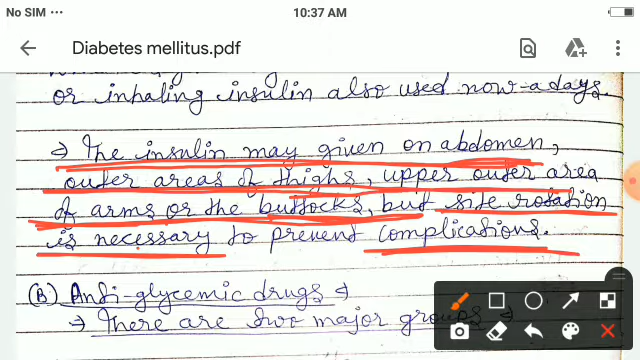 No SIM ...
10:37 AM
Diabetes mellitus.pdf
or inhaling insulin also used now-a days.
→ The insulin may given on abdomen,
outer areas of thighs, upper outer area
of arms or the buttocks, but site rotation
is necessary to prevent complications.
(B) Anti-glycemic drugs →
→ There are two major groups →